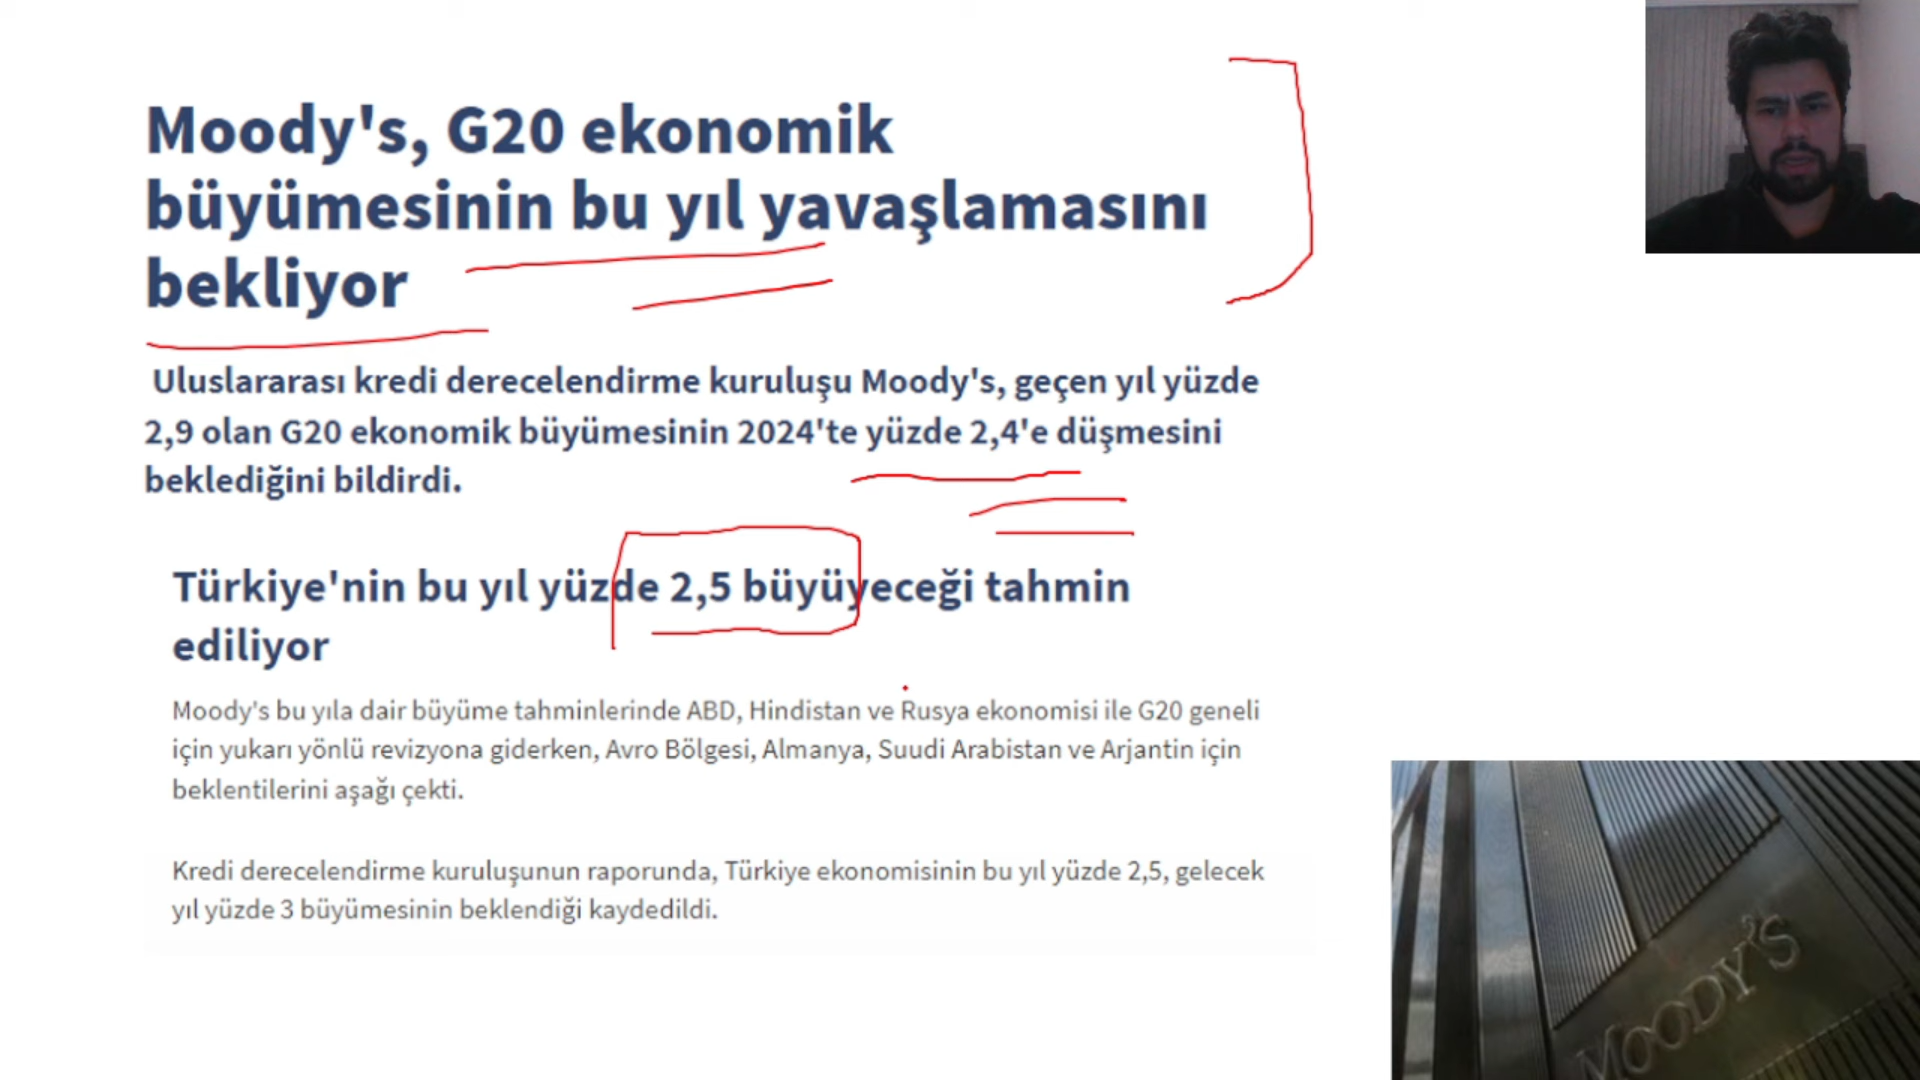 Moody's, G20 ekonomik
büyümesinin bu yıl yavaşlamasını
bekliyor
Uluslararası kredi derecelendirme kuruluşu Moody's, geçen yıl yüzde
2,9 olan G20 ekonomik büyümesinin 2024'te yüzde 2,4'e düşmesini
beklediğini bildirdi.
Türkiye'nin bu yıl yüzde 2,5 büyüyeceği tahmin
ediliyor
Moody's bu yıla dair büyüme tahminlerinde ABD, Hindistan ve Rusya ekonomisi ile G20 geneli
için yukarı yönlü revizyona giderken, Avro Bölgesi, Almanya, Suudi Arabistan ve Arjantin için
beklentilerini aşağı çekti.
Kredi derecelendirme kuruluşunun raporunda, Türkiye ekonomisinin bu yıl yüzde 2,5, gelecek
yıl yüzde 3 büyümesinin beklendiği kaydedildi.
MOODY'S